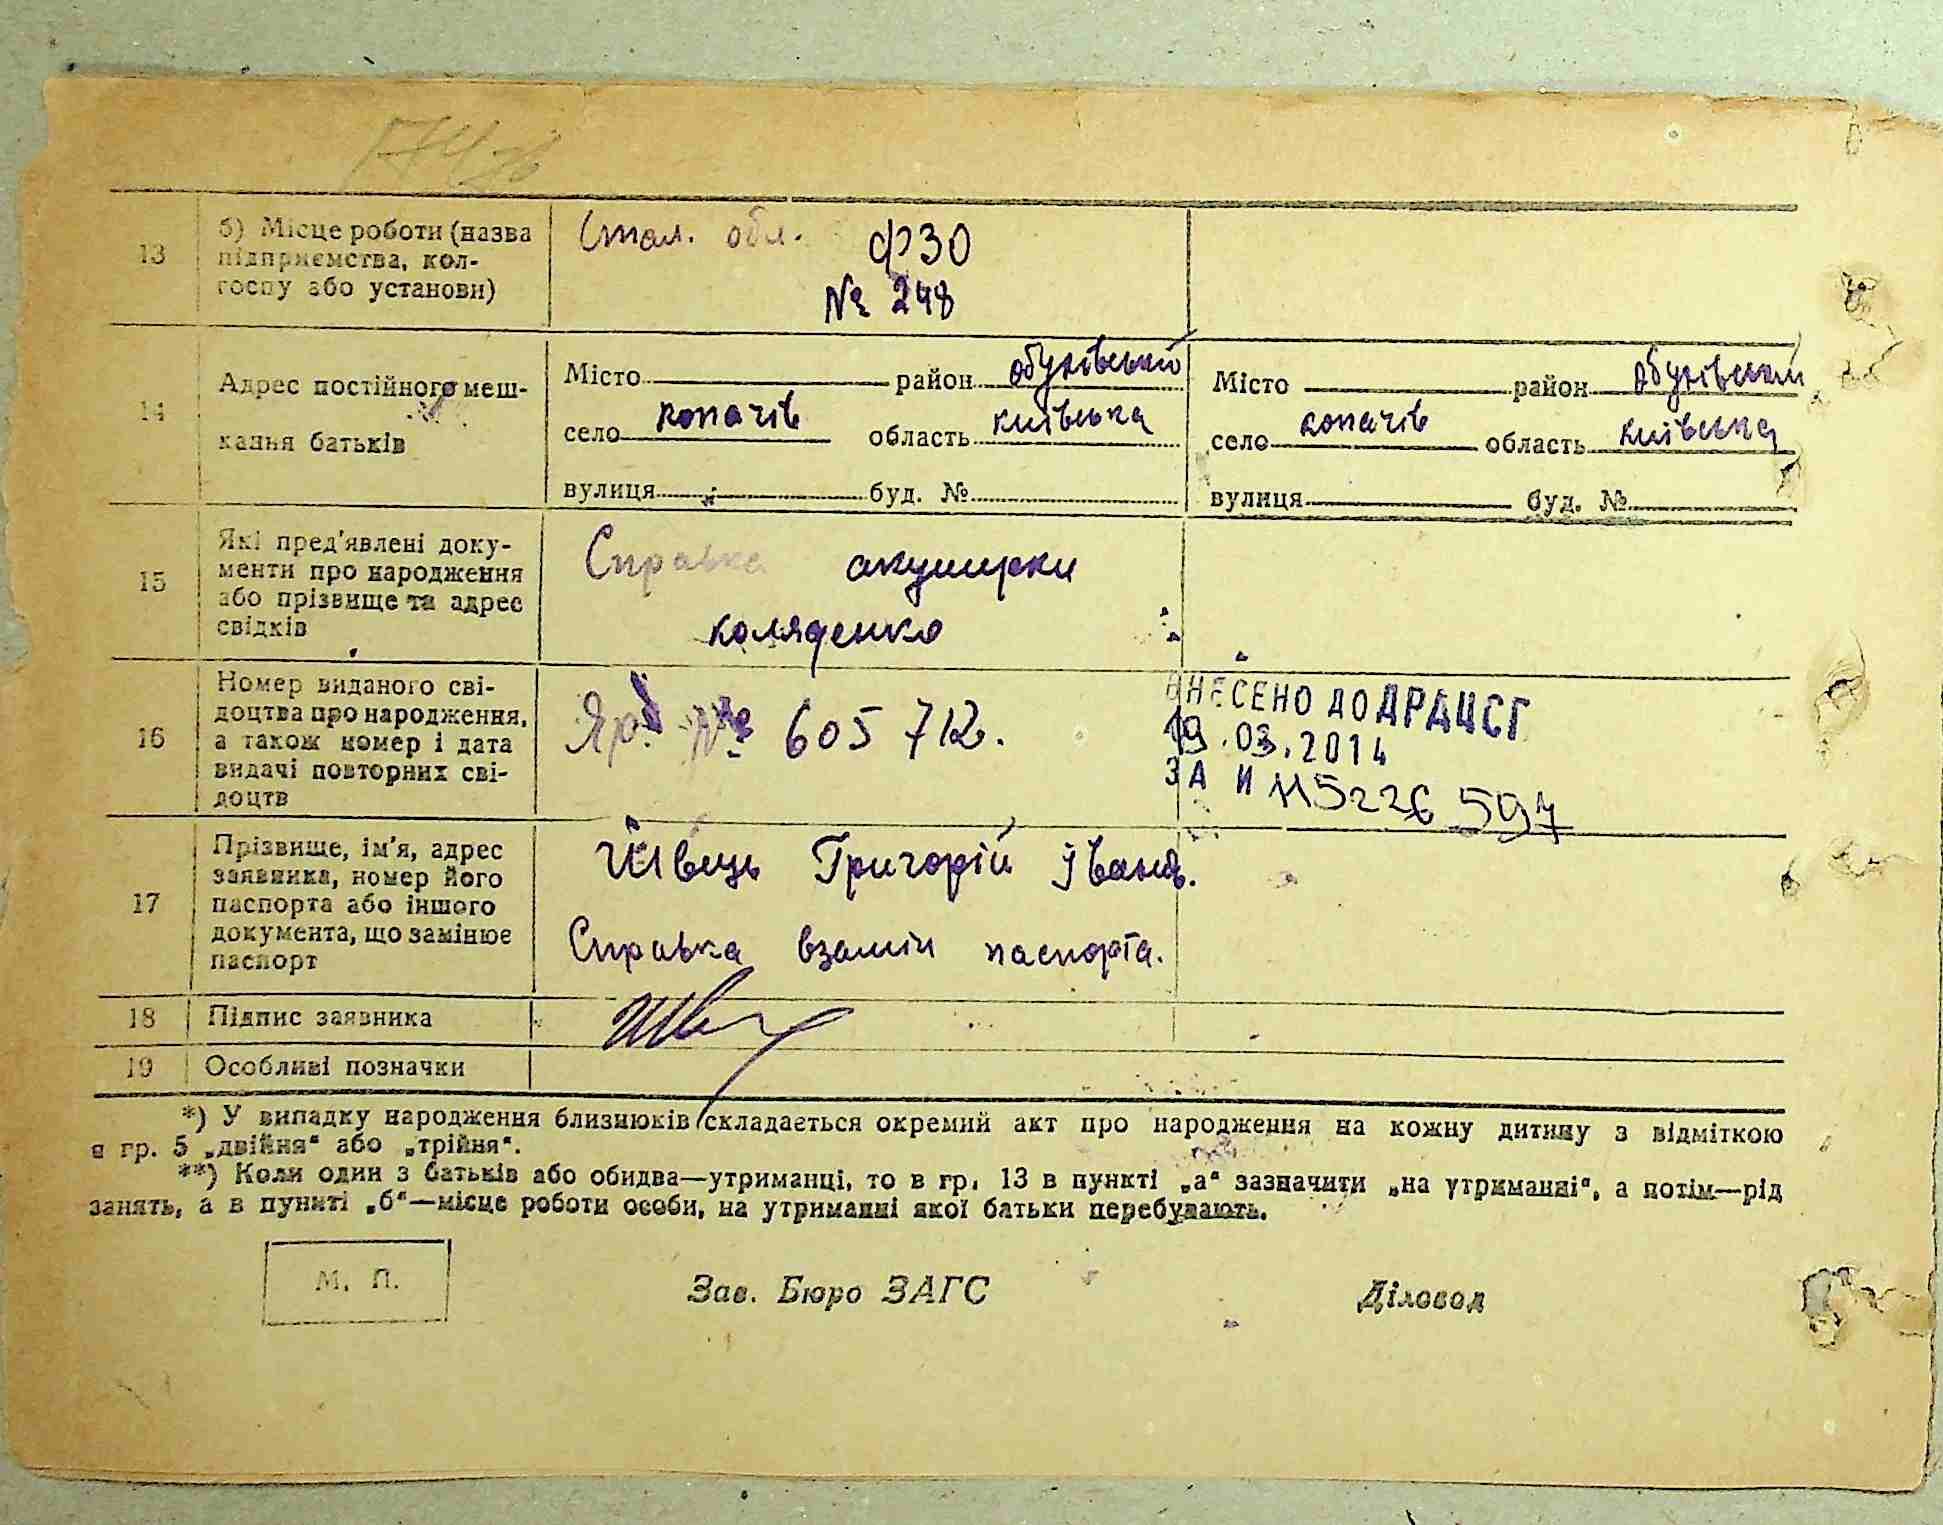 13 б) Місце роботи (назва підприємства, кол-госпу або установи) Стал. обл. ФЗО
№ 248
14 Адрес постійного меш-кання батьків
Місто район обухівський
село копачів область київська
вулиця буд. №
Місто район обухівський
село копачів область київська
вулиця буд. №
15 Які пред'явлені доку-
менти про народження
або прізвище та адрес
свідків
Справка акушерки
коляденко
16 Номер виданого сві-
доцтва про народження,
а також номер і дата
видачі повторних сві-
доцтв
№ 605712.
ВНЕСЕНО ДО ДРАЦСГ
19.03.2014
ЗА И 115226 597
17 Прізвище, ім'я, адрес
заявника, номер його
паспорта або іншого
документа, що замінює
паспорт
Швець Григорій Іванов.
Справка взамін паспорта.
18 Підпис заявника
19 Особливі позначки
*) У випадку народження близнюків складається окремий акт про народження на кожну дитину з відміткою
в гр. 5 „двійня“ або „трійня“.
**) Коли один з батьків або обидва—утриманці, то в гр. 13 в пункті „а“ зазначити „на утриманні“, а потім—рід
занять, а в пункті „б“—місце роботи особи, на утриманні якої батьки перебувають.
М. П.
Зав. Бюро ЗАГС
Діловод